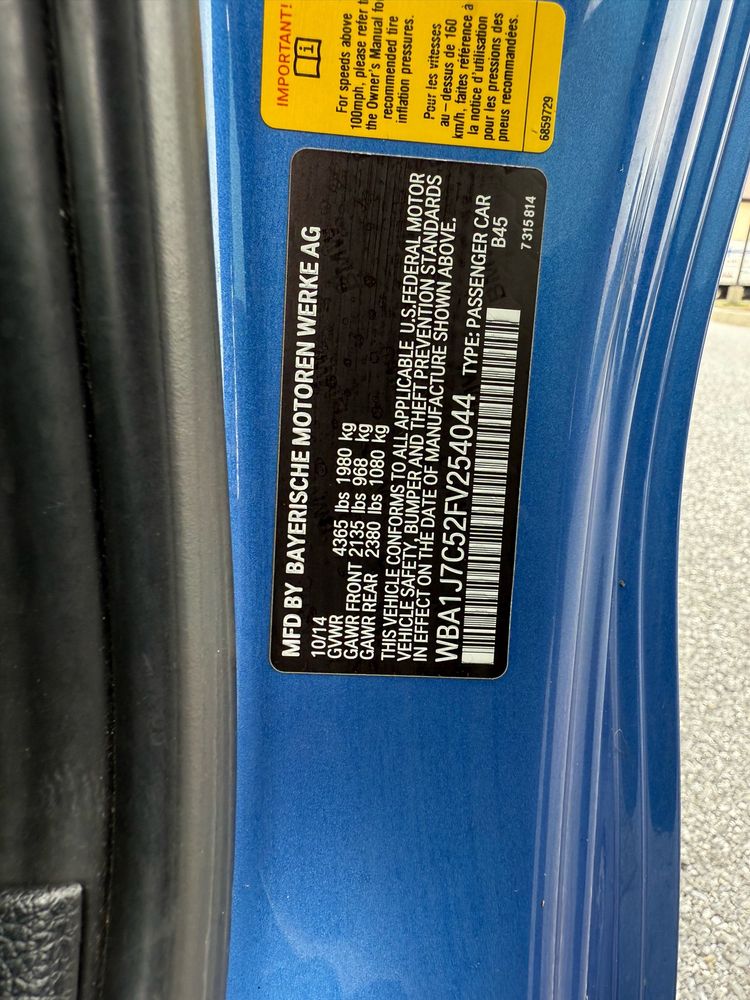 IMPORTANT!
i
For speeds above
100mph, please refer to
the Owner's Manual for
recommended tire
inflation pressures.
Pour les vitesses
au-dessus de 160
km/h, faites référence à
la notice d'utilisation
pour les pressions des
pneus recommandées.
6859729
MFD BY BAYERISCHE MOTOREN WERKE AG
10/14
GVWR 4365 lbs 1980 kg
GAWR FRONT 2135 lbs 968 kg
GAWR REAR 2380 lbs 1080 kg
THIS VEHICLE CONFORMS TO ALL APPLICABLE U.S.FEDERAL MOTOR
VEHICLE SAFETY, BUMPER AND THEFT PREVENTION STANDARDS
IN EFFECT ON THE DATE OF MANUFACTURE SHOWN ABOVE.
WBA1J7C52FV254044 TYPE: PASSENGER CAR
B45
7 315 814